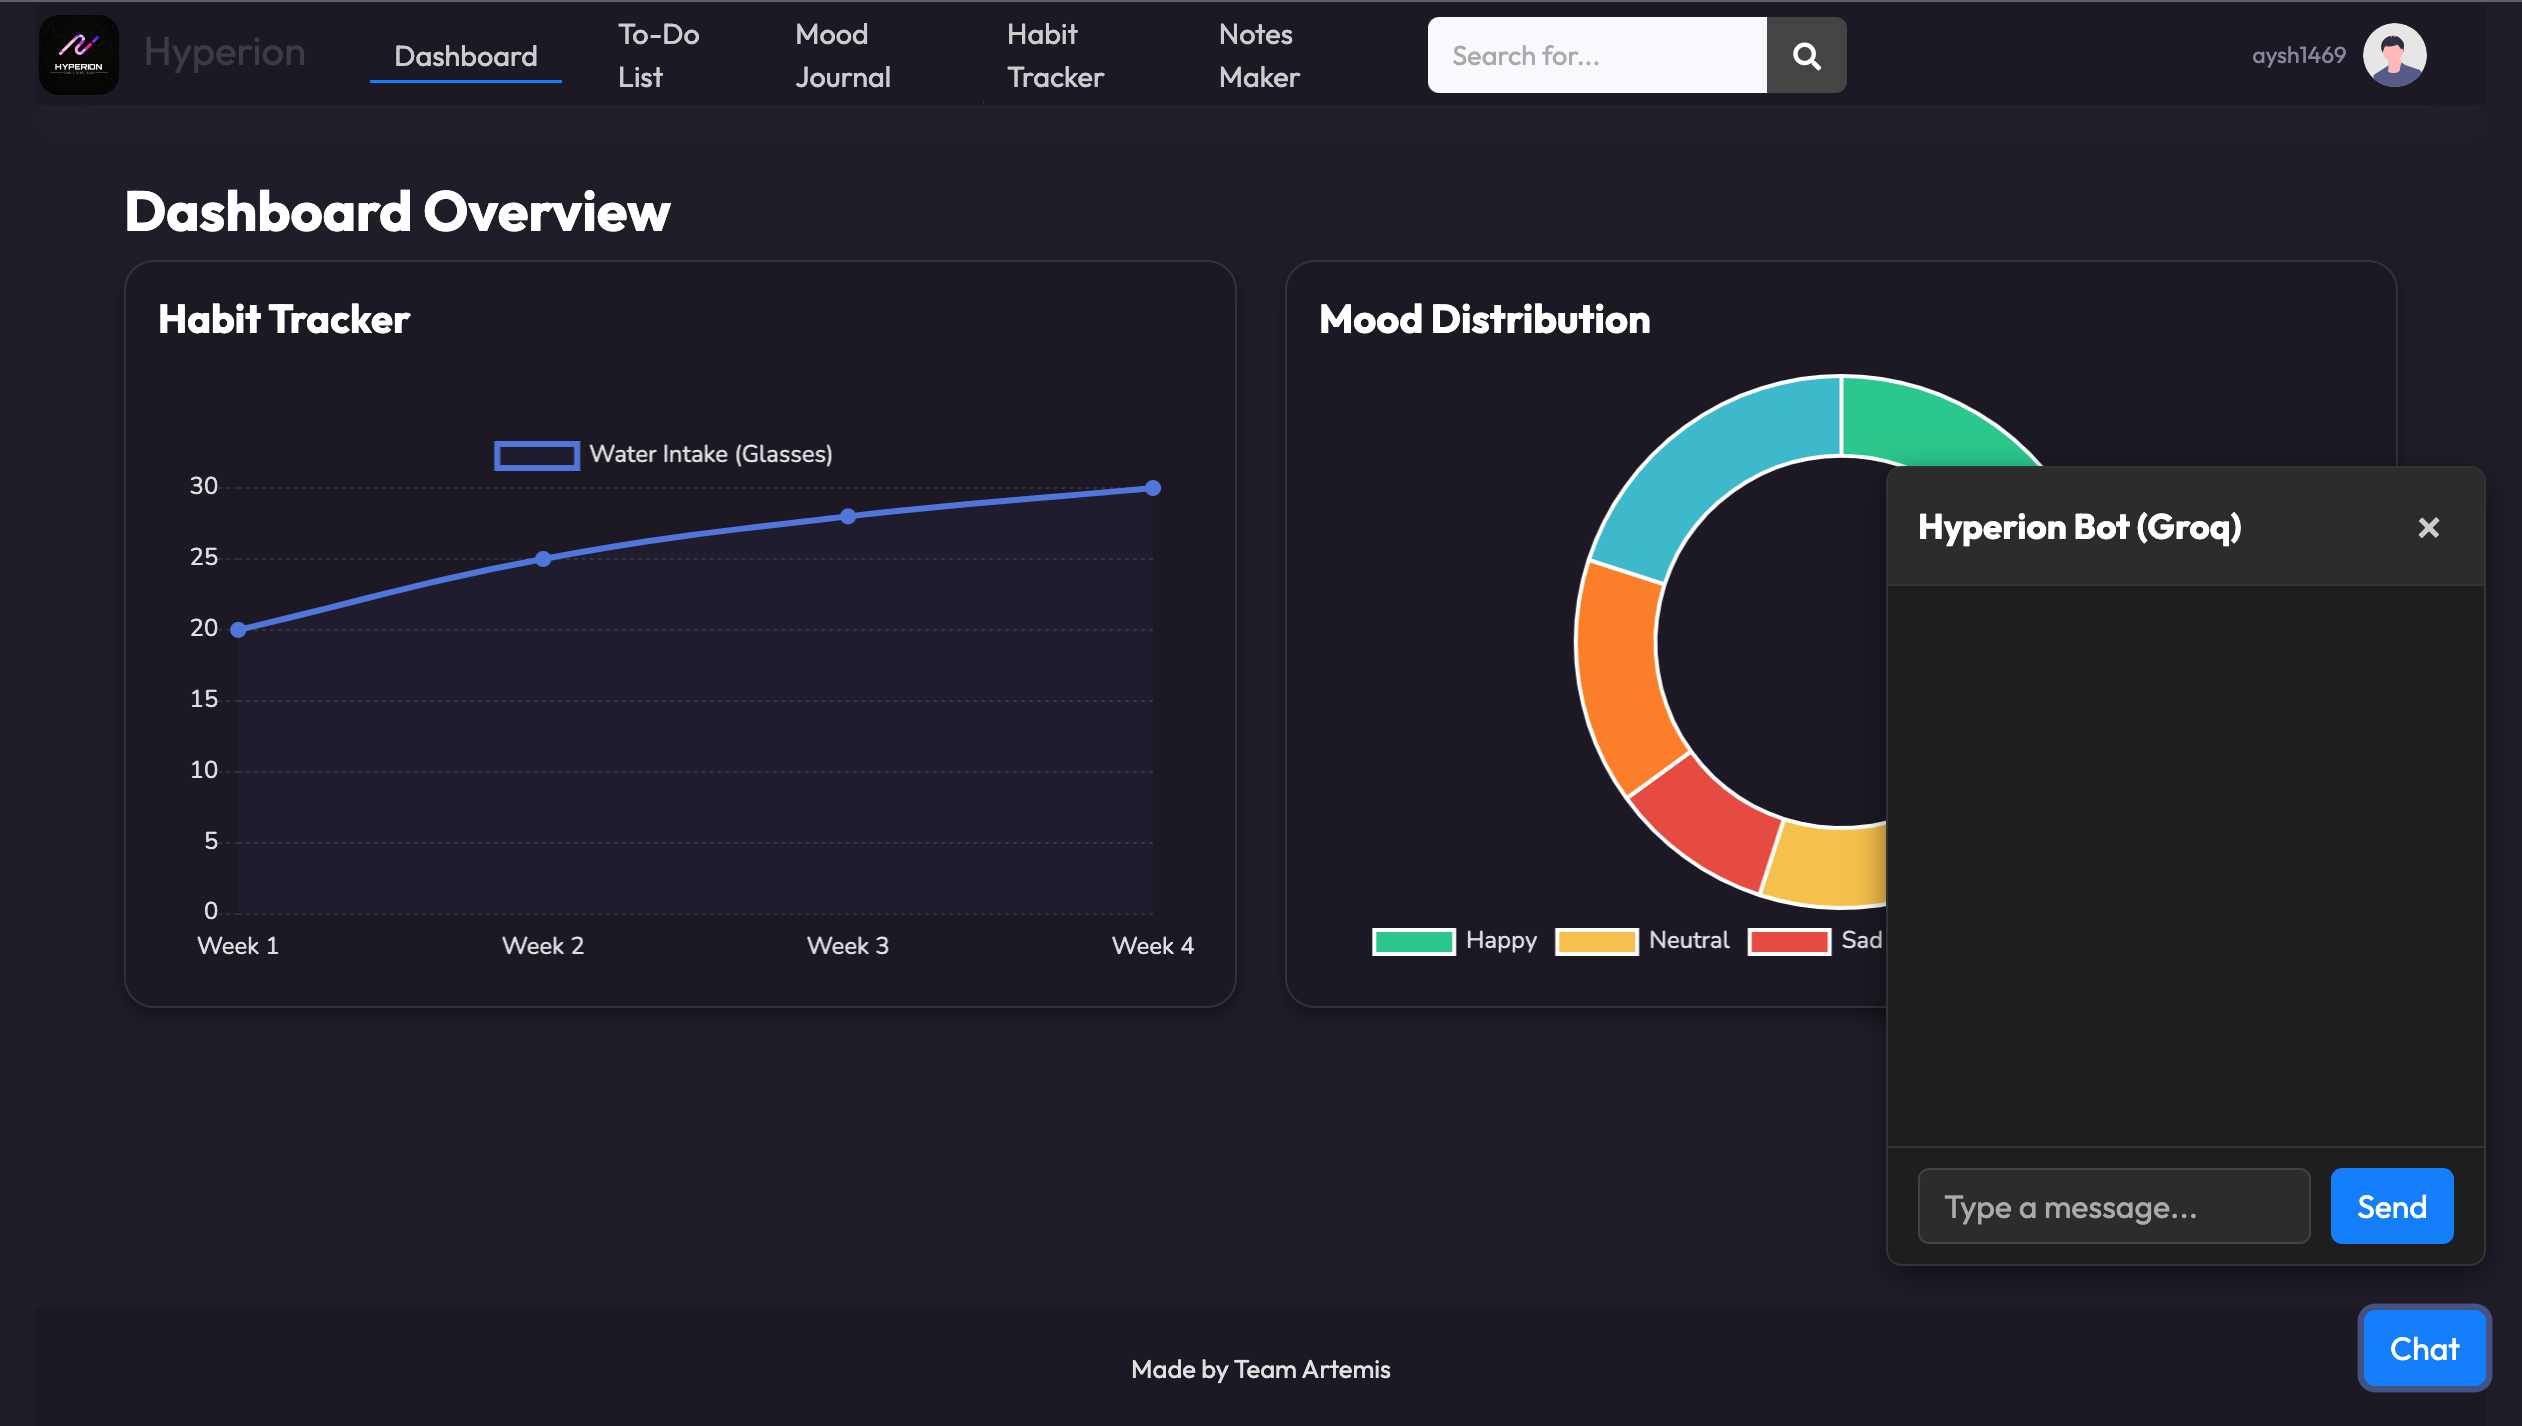 HYPERION
Hyperion
Dashboard
To-Do
List
Mood
Journal
Habit
Tracker
Notes
Maker
Search for...
aysh1469
Dashboard Overview
Habit Tracker
Water Intake (Glasses)
30
25
20
15
10
5
0
Week 1
Week 2
Week 3
Week 4
Mood Distribution
Happy
Neutral
Sad
Hyperion Bot (Groq)
×
Type a message...
Send
Chat
Made by Team Artemis